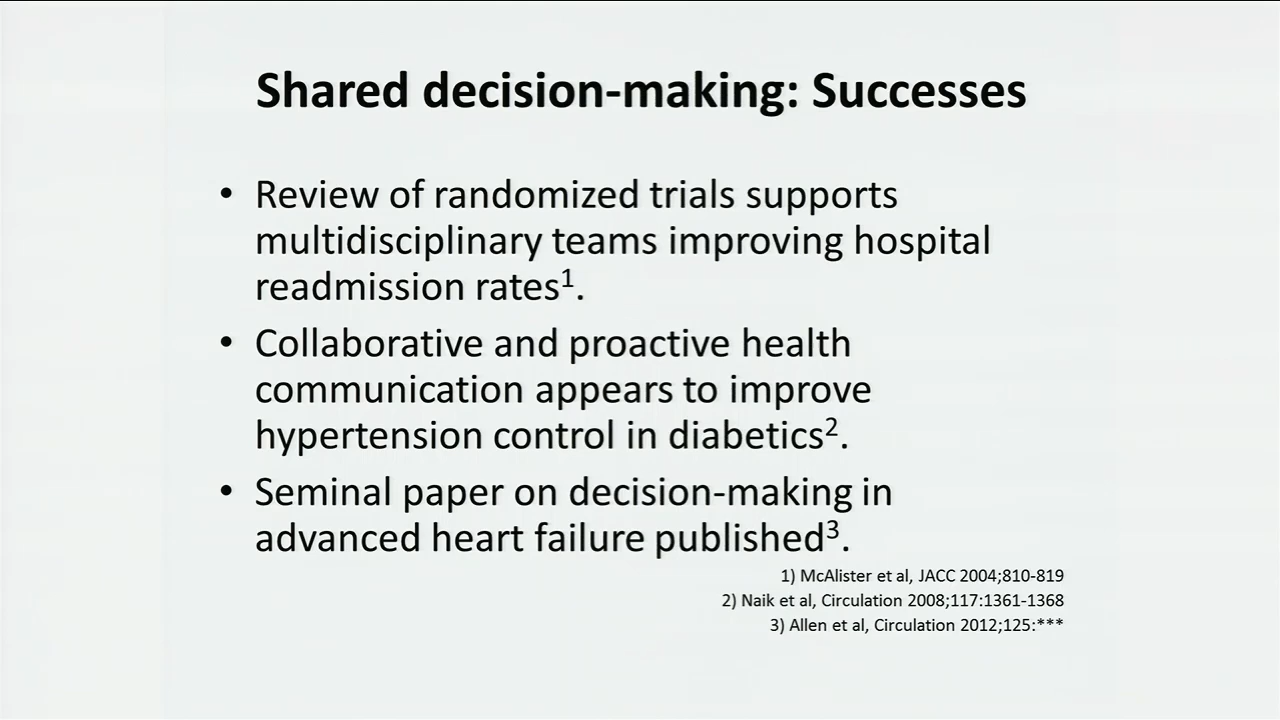 Shared decision-making: Successes
• Review of randomized trials supports
multidisciplinary teams improving hospital
readmission rates¹.
• Collaborative and proactive health
communication appears to improve
hypertension control in diabetics².
• Seminal paper on decision-making in
advanced heart failure published³.
1) McAlister et al, JACC 2004;810-819
2) Naik et al, Circulation 2008;117:1361-1368
3) Allen et al, Circulation 2012;125:***